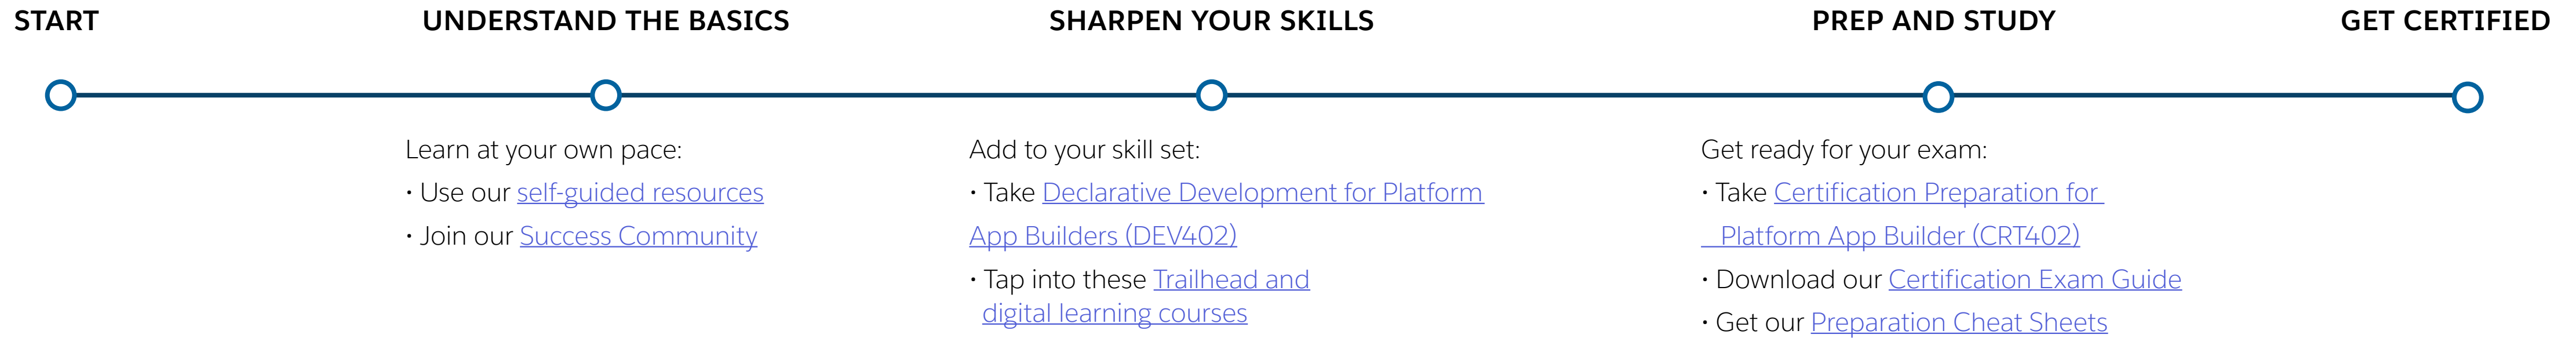 START
UNDERSTAND THE BASICS
SHARPEN YOUR SKILLS
PREP AND STUDY
GET CERTIFIED
Learn at your own pace:
· Use our self-guided resources
· Join our Success Community
Add to your skill set:
· Take Declarative Development for Platform
App Builders (DEV402)
· Tap into these Trailhead and
digital learning courses
Get ready for your exam:
· Take Certification Preparation for
Platform App Builder (CRT402)
· Download our Certification Exam Guide
· Get our Preparation Cheat Sheets